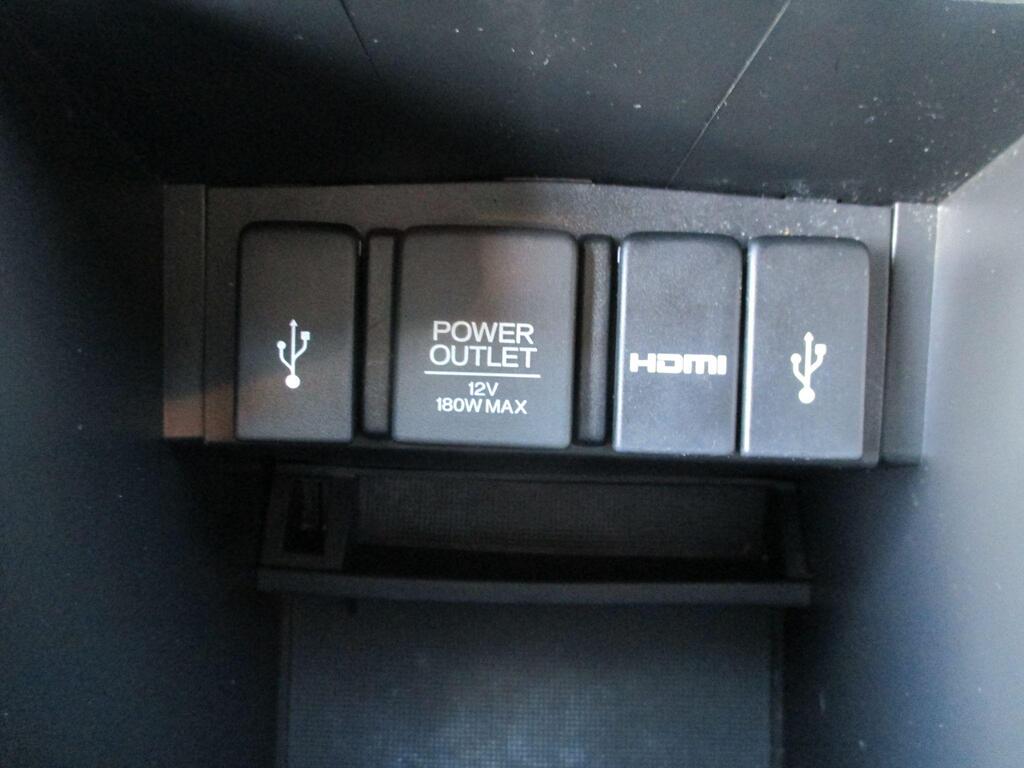 POWER
OUTLET
12V
180W MAX
HDMI